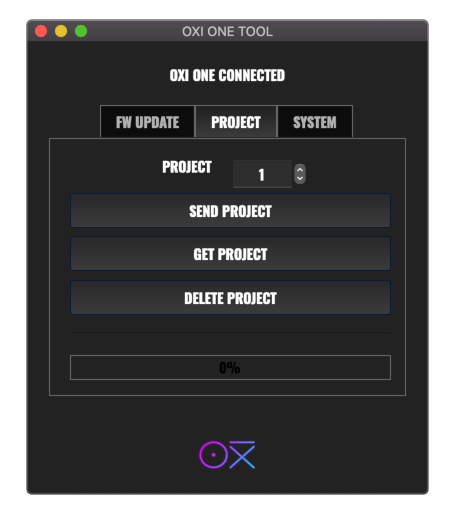 OXI ONE TOOL
OXI ONE CONNECTED
FW UPDATE PROJECT SYSTEM
PROJECT 1
SEND PROJECT
GET PROJECT
DELETE PROJECT
0%